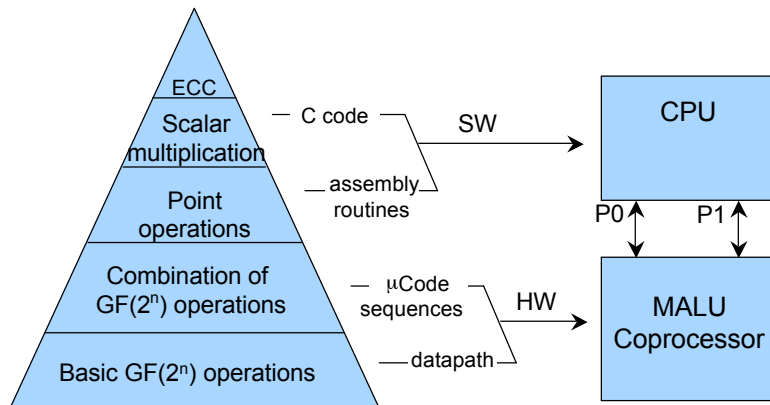 ECC
Scalar
multiplication
Point
operations
Combination of
GF(2ⁿ) operations
Basic GF(2ⁿ) operations
C code
assembly
routines
SW
μCode
sequences
datapath
HW
CPU
P0
P1
MALU
Coprocessor